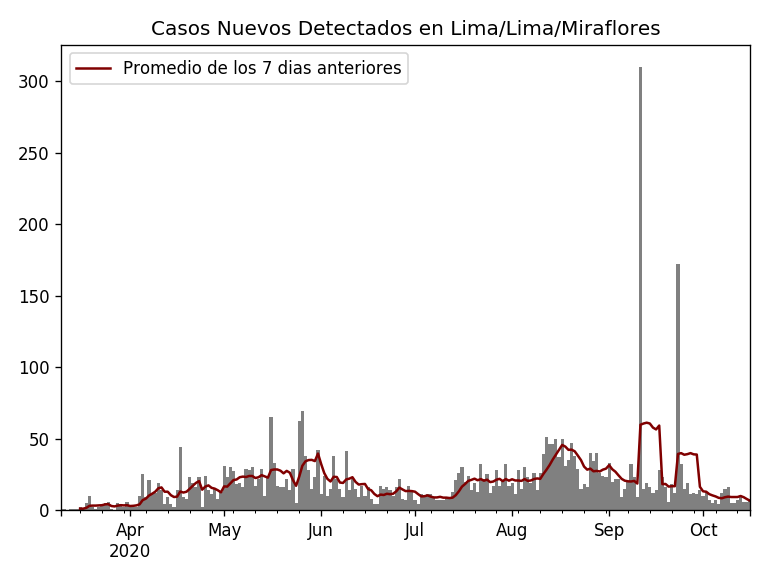 Casos Nuevos Detectados en Lima/Lima/Miraflores
Promedio de los 7 dias anteriores
300
250
200
150
100
50
0
Apr May Jun Jul Aug Sep Oct
2020